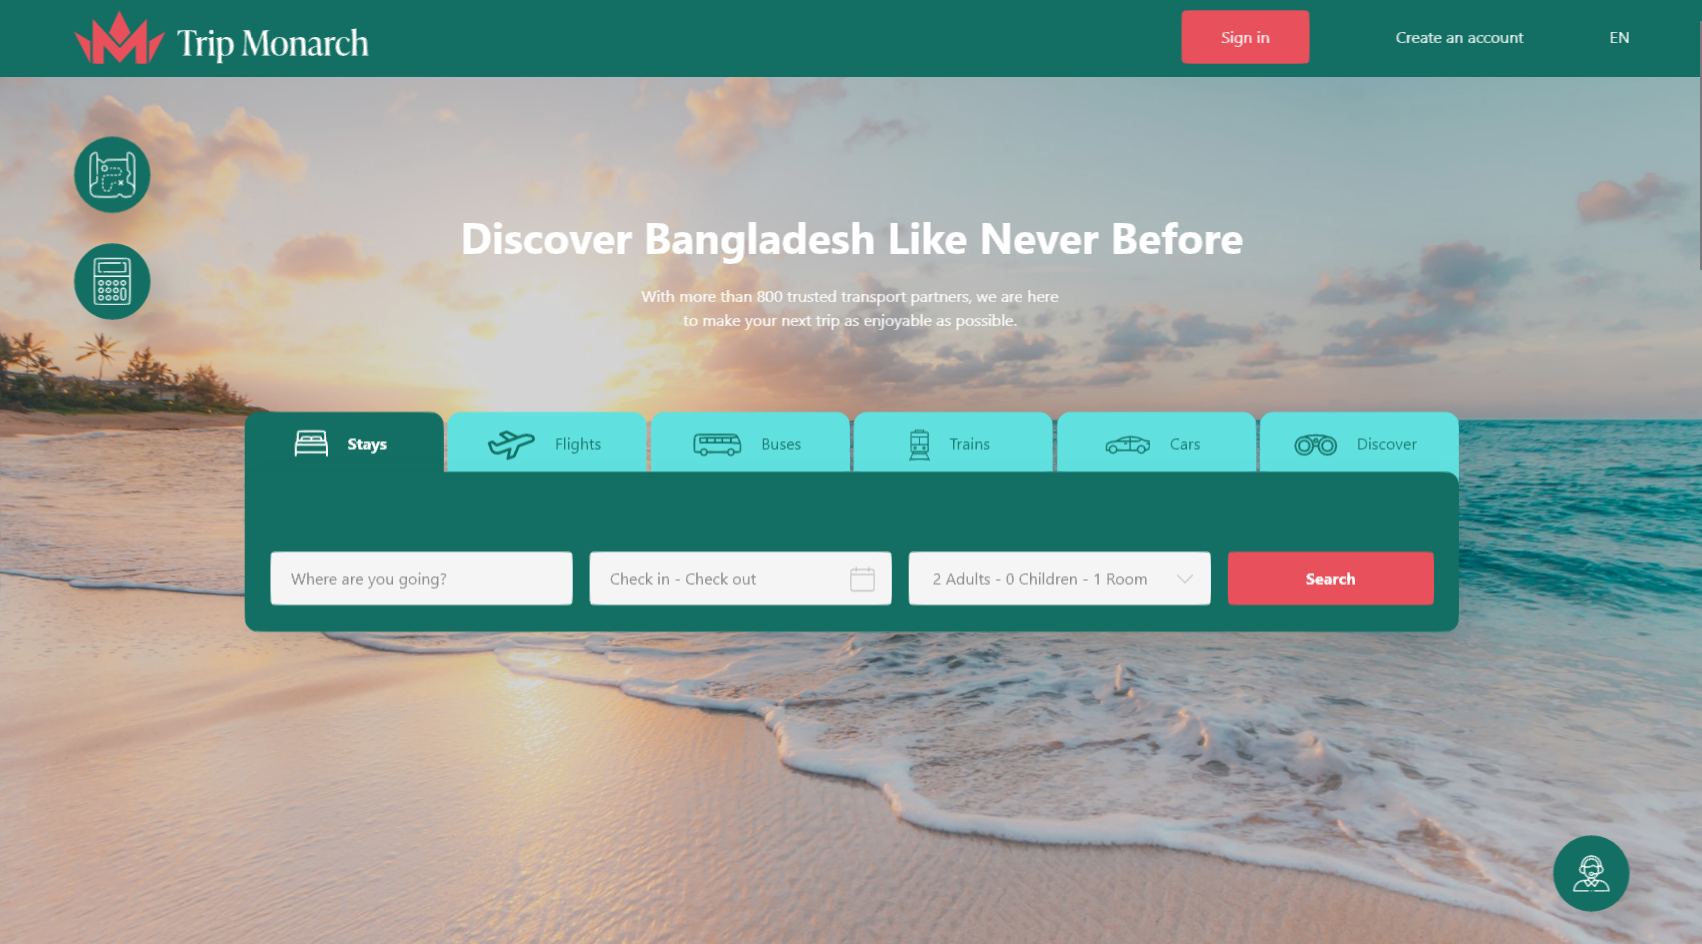 Trip Monarch
Sign in
Create an account
EN
Discover Bangladesh Like Never Before
With more than 800 trusted transport partners, we are here
to make your next trip as enjoyable as possible.
Stays
Flights
Buses
Trains
Cars
Discover
Where are you going?
Check in - Check out
2 Adults - 0 Children - 1 Room
Search